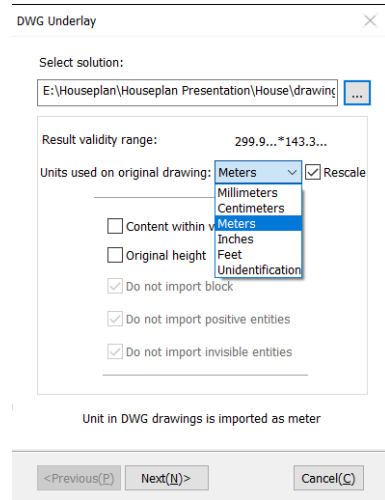 DWG Underlay
Select solution:
E:\Houseplan\Houseplan Presentation\House\drawing
...
Result validity range: 299.9...*143.3...
Units used on original drawing: Meters Rescale
Millimeters
Centimeters
Content within v Meters
Inches
Original height Feet
Unidentification
Do not import block
Do not import positive entities
Do not import invisible entities
Unit in DWG drawings is imported as meter
<Previous(P) Next(N)> Cancel(C)